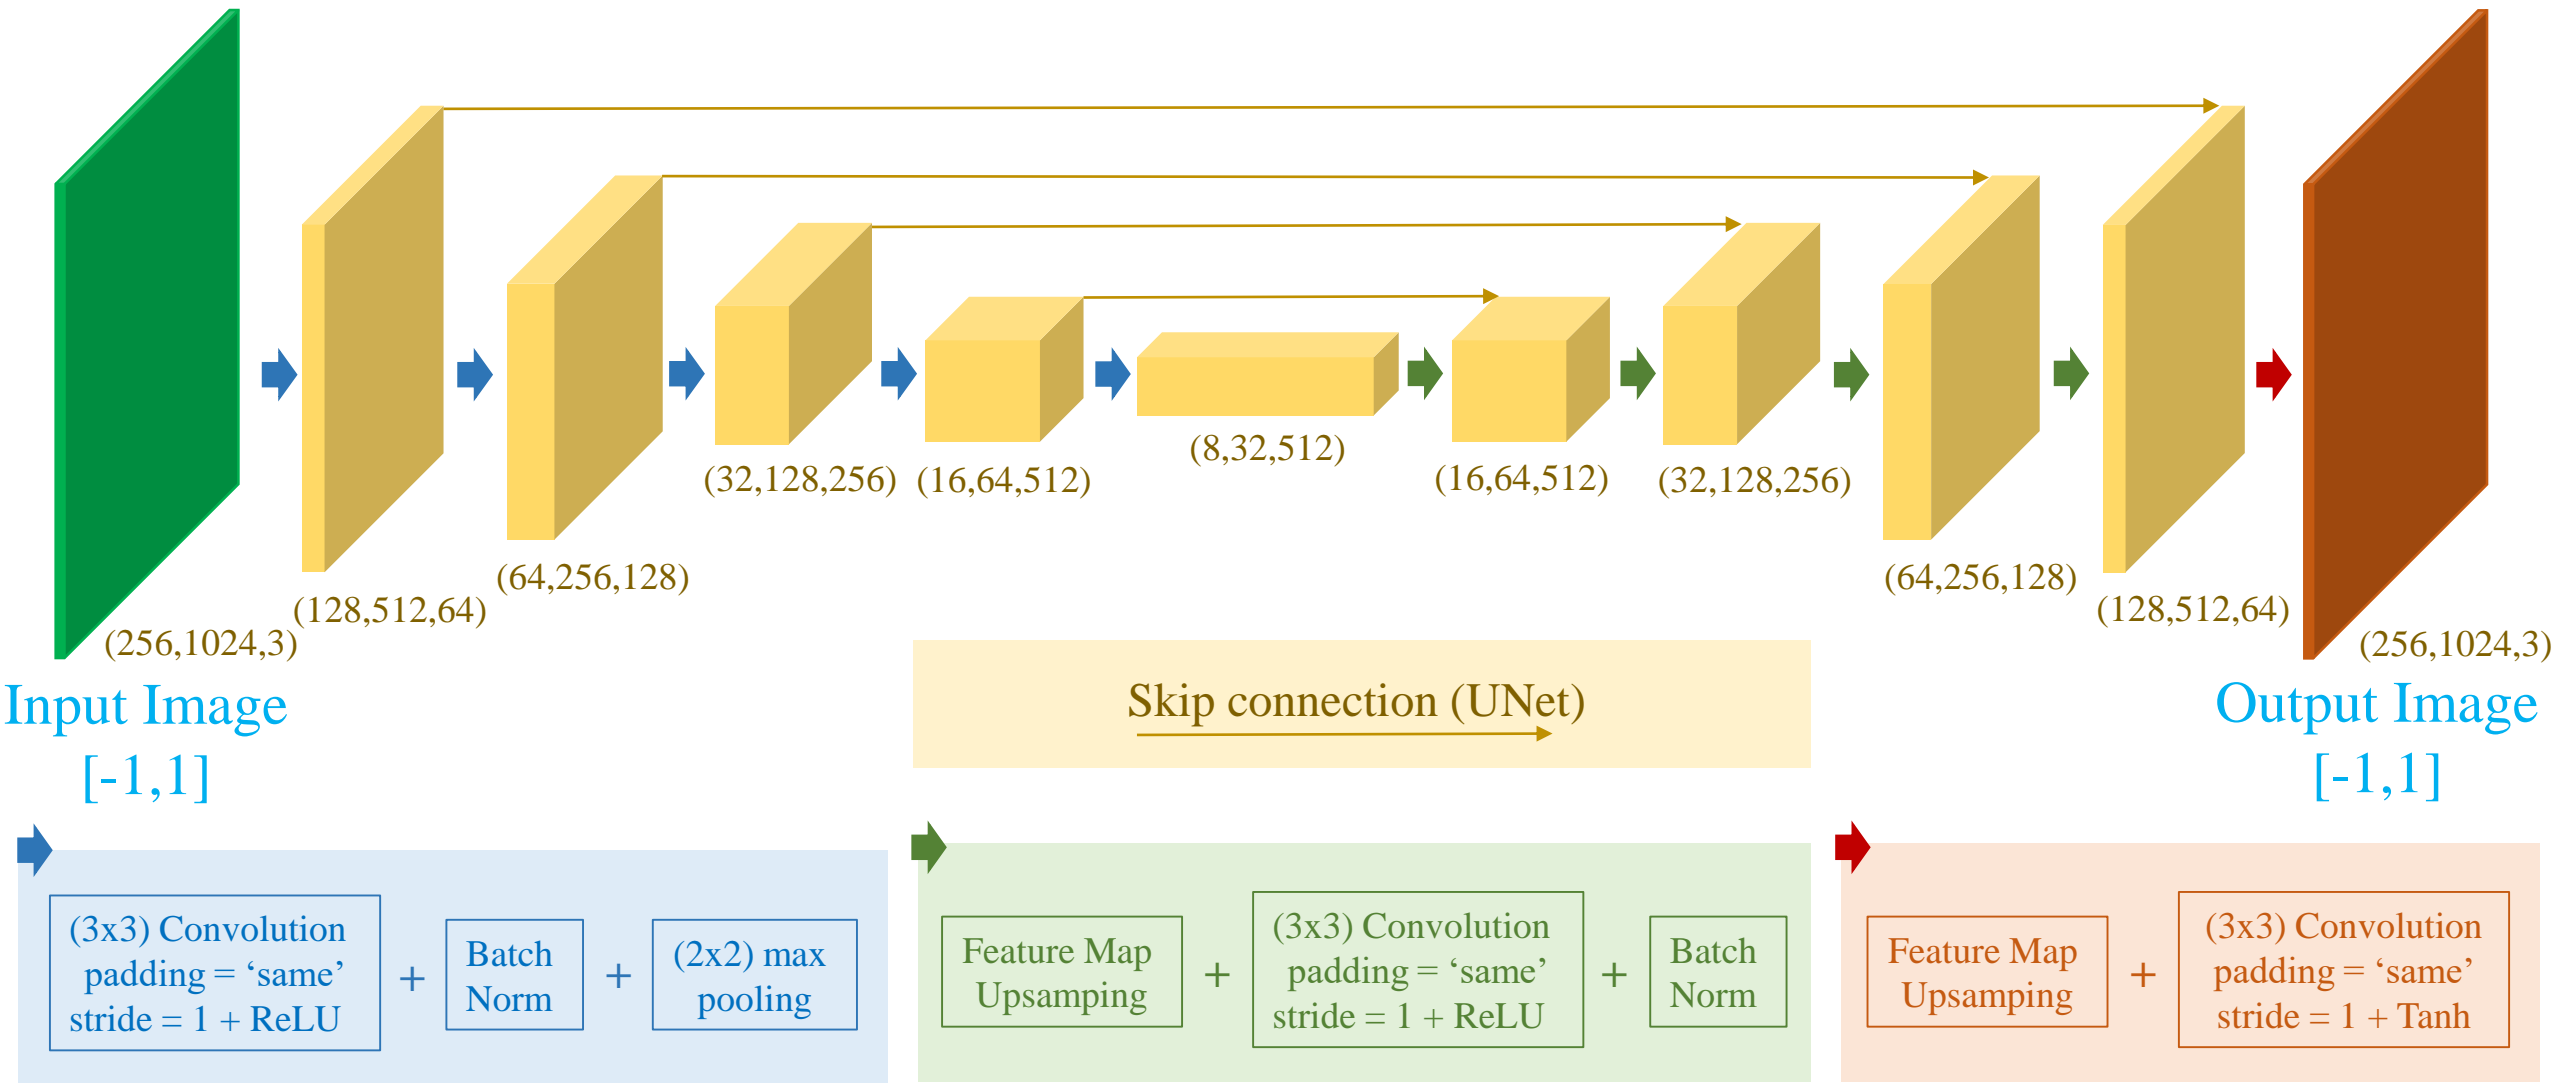 (256,1024,3)
(128,512,64)
(64,256,128)
(32,128,256)
(16,64,512)
(8,32,512)
(16,64,512)
(32,128,256)
(64,256,128)
(128,512,64)
(256,1024,3)
Input Image
[-1,1]
Skip connection (UNet)
Output Image
[-1,1]
(3x3) Convolution
padding = ‘same’
stride = 1 + ReLU
+
Batch
Norm
+
(2x2) max
pooling
Feature Map
Upsamping
+
(3x3) Convolution
padding = ‘same’
stride = 1 + ReLU
+
Batch
Norm
Feature Map
Upsamping
+
(3x3) Convolution
padding = ‘same’
stride = 1 + Tanh